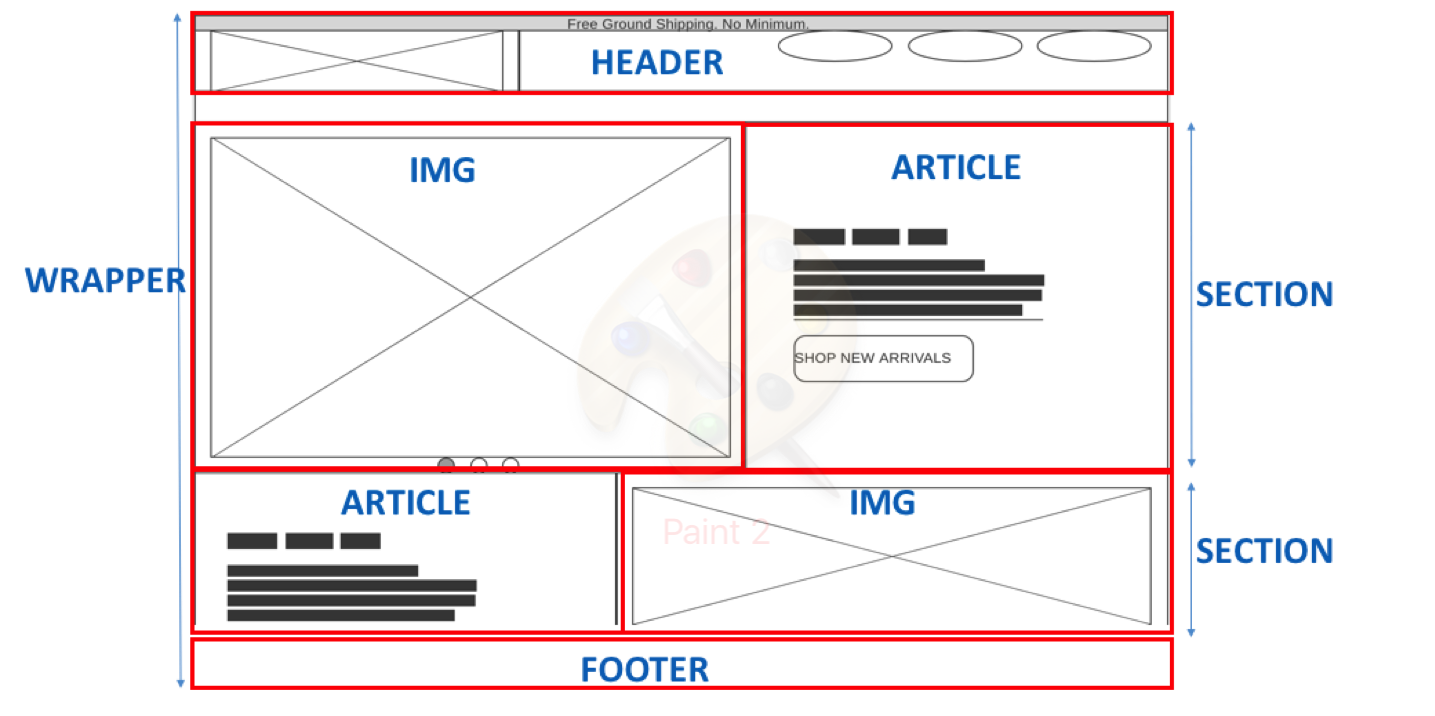 Free Ground Shipping. No Minimum.
HEADER
IMG
ARTICLE
WRAPPER
SECTION
SHOP NEW ARRIVALS
ARTICLE
IMG
Paint 2
SECTION
FOOTER